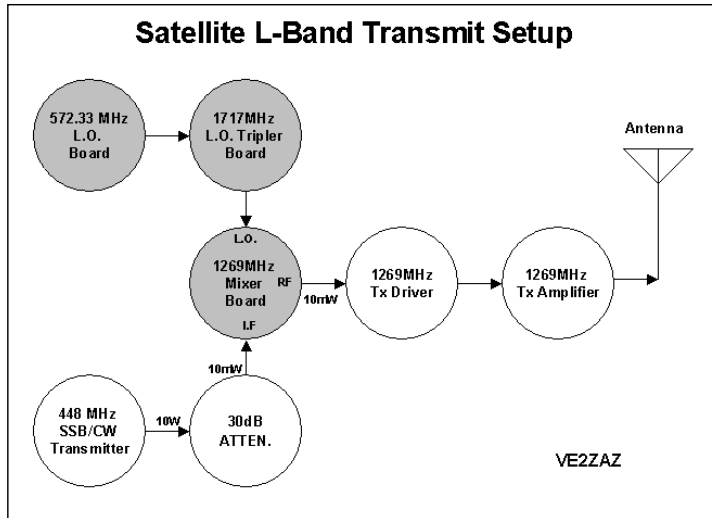 Satellite L-Band Transmit Setup
572.33 MHz
L.O.
Board
1717MHz
L.O. Tripler
Board
Antenna
L.O.
1269MHz
Mixer
Board
RF
I.F
10mW
1269MHz
Tx Driver
1269MHz
Tx Amplifier
10mW
448 MHz
SSB/CW
Transmitter
10W
30dB
ATTEN.
VE2ZAZ